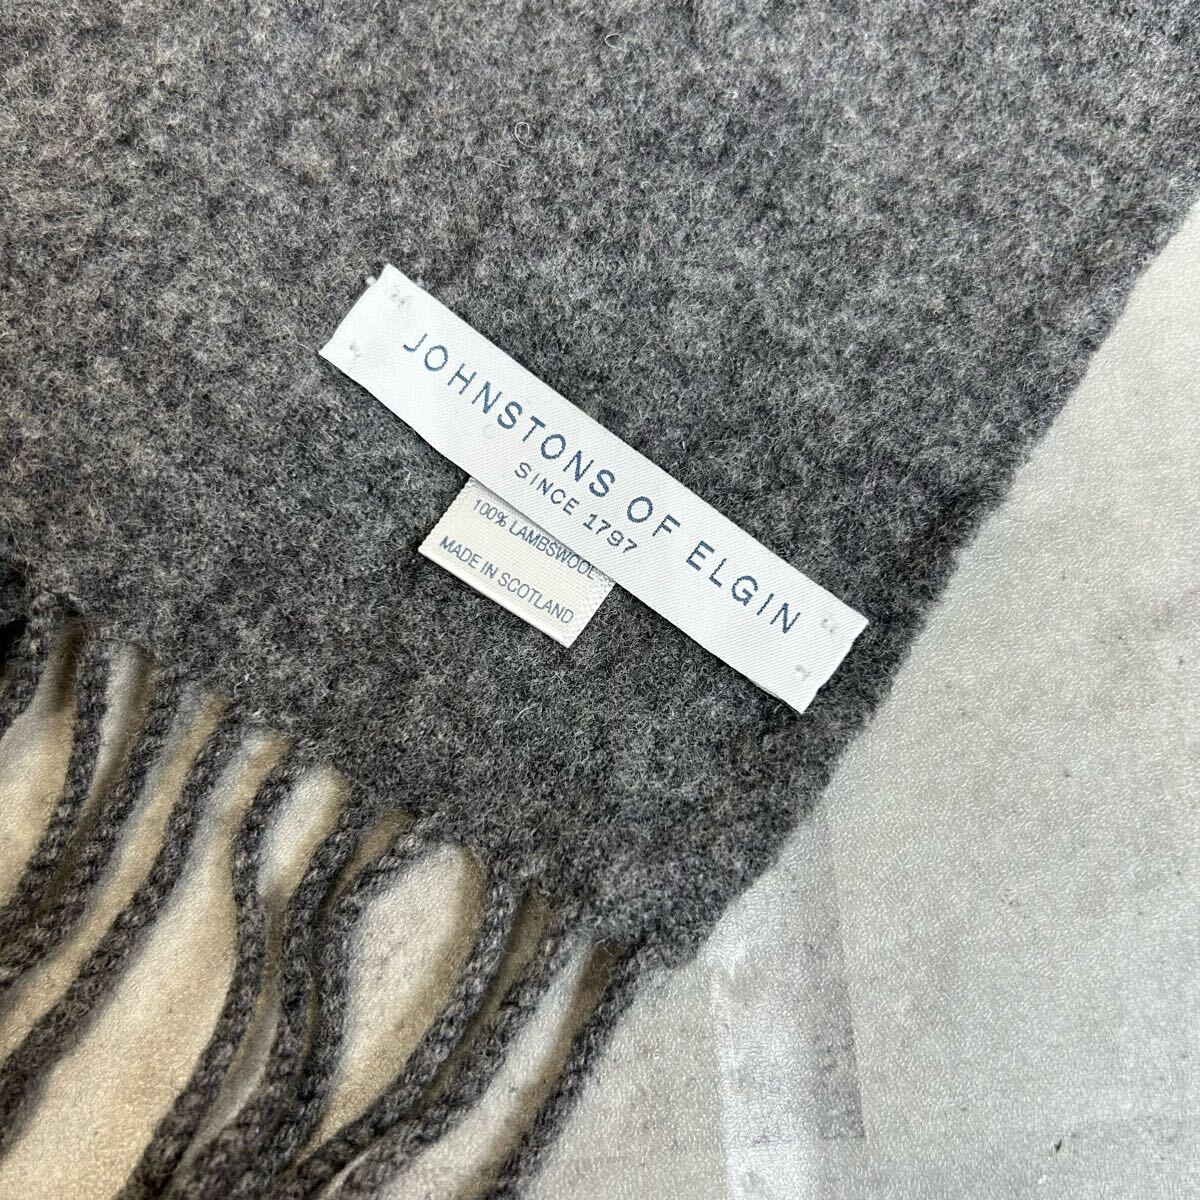 JOHNSTONS OF ELGIN
SINCE 1797
100% LAMBSWOOL
MADE IN SCOTLAND